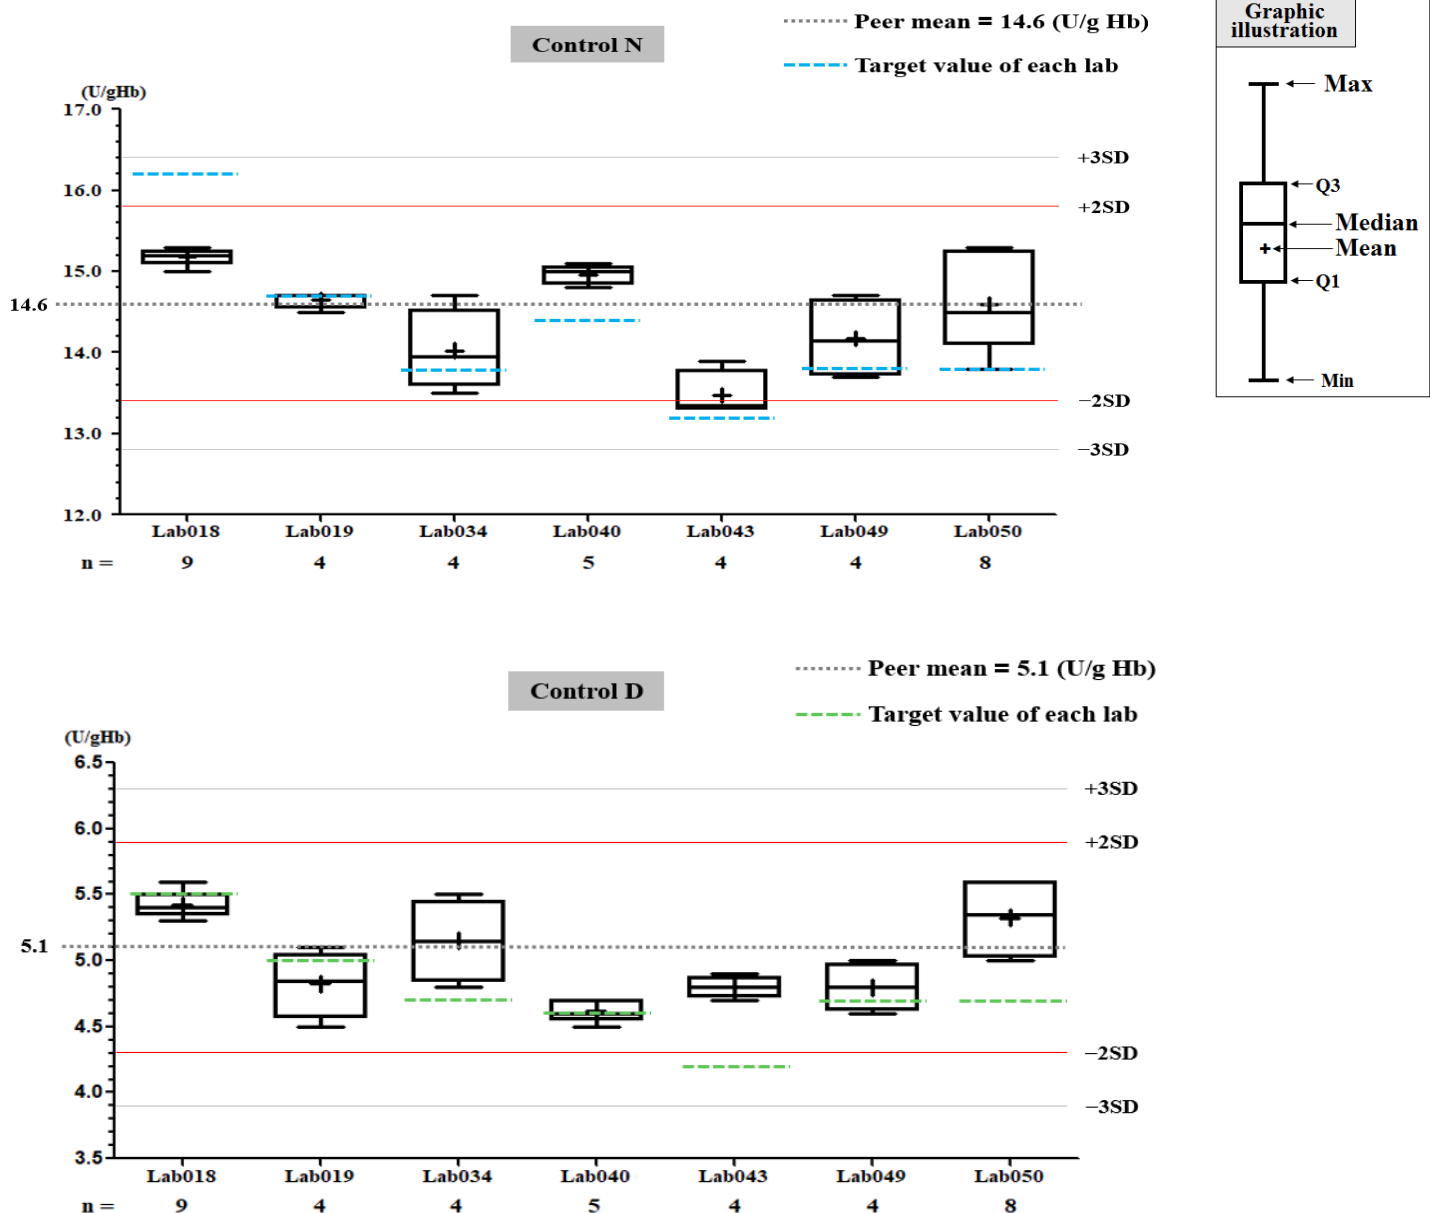 Control N
Peer mean = 14.6 (U/g Hb)
Target value of each lab
Graphic
illustration
Max
Q3
Median
Mean
Q1
Min
(U/gHb)
17.0
+3SD
16.0
+2SD
15.0
14.6
14.0
−2SD
13.0
−3SD
12.0
Lab018 Lab019 Lab034 Lab040 Lab043 Lab049 Lab050
n = 9 4 4 5 4 4 8
Control D
Peer mean = 5.1 (U/g Hb)
Target value of each lab
(U/gHb)
6.5
+3SD
6.0
+2SD
5.5
5.1
5.0
4.5
−2SD
4.0
−3SD
3.5
Lab018 Lab019 Lab034 Lab040 Lab043 Lab049 Lab050
n = 9 4 4 5 4 4 8